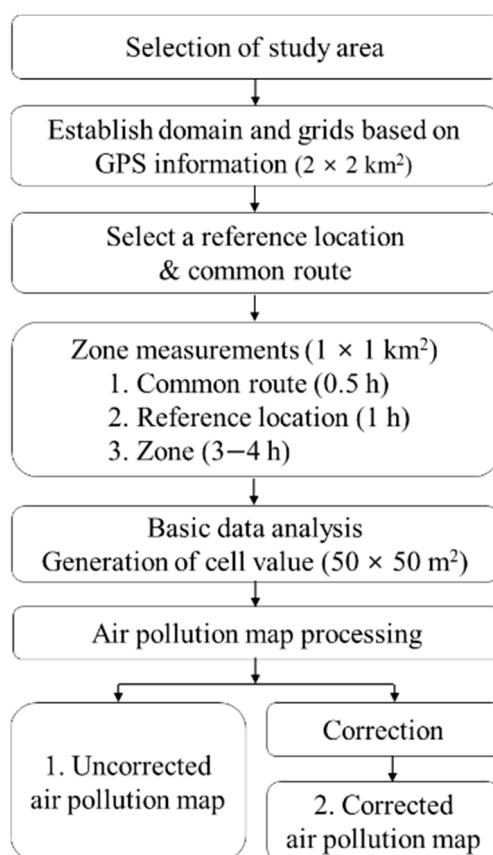 Selection of study area
Establish domain and grids based on
GPS information (2 × 2 km²)
Select a reference location
& common route
Zone measurements (1 × 1 km²)
1. Common route (0.5 h)
2. Reference location (1 h)
3. Zone (3−4 h)
Basic data analysis
Generation of cell value (50 × 50 m²)
Air pollution map processing
1. Uncorrected
air pollution map
Correction
2. Corrected
air pollution map